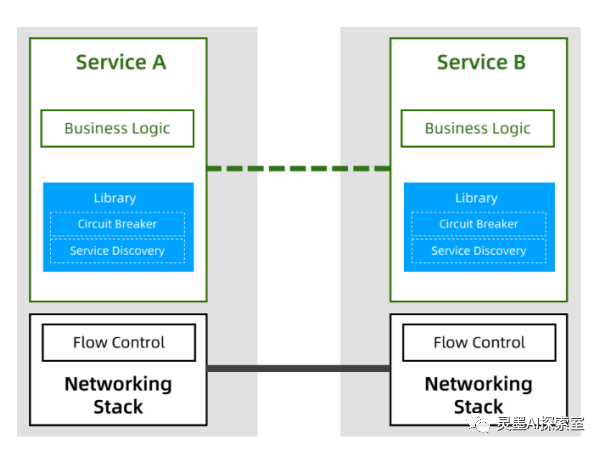 Service A
Business Logic
Library
Circuit Breaker
Service Discovery
Flow Control
Networking
Stack
Service B
Business Logic
Library
Circuit Breaker
Service Discovery
Flow Control
Networking
Stack
灵墨AI探索室